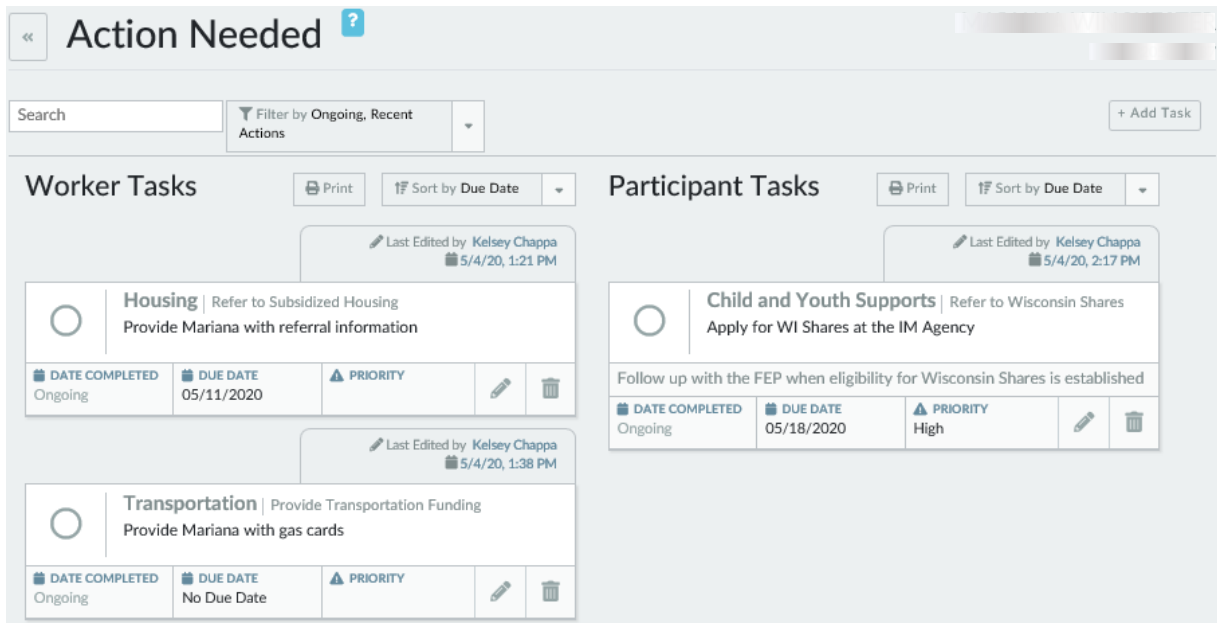 «
Action Needed
?
Search
Filter by Ongoing, Recent
Actions
+ Add Task
Worker Tasks
Print
Sort by Due Date
Last Edited by Kelsey Chappa
5/4/20, 1:21 PM
Housing | Refer to Subsidized Housing
Provide Mariana with referral information
DATE COMPLETED
Ongoing
DUE DATE
05/11/2020
PRIORITY
Last Edited by Kelsey Chappa
5/4/20, 1:38 PM
Transportation | Provide Transportation Funding
Provide Mariana with gas cards
DATE COMPLETED
Ongoing
DUE DATE
No Due Date
PRIORITY
Participant Tasks
Print
Sort by Due Date
Last Edited by Kelsey Chappa
5/4/20, 2:17 PM
Child and Youth Supports | Refer to Wisconsin Shares
Apply for WI Shares at the IM Agency
Follow up with the FEP when eligibility for Wisconsin Shares is established
DATE COMPLETED
Ongoing
DUE DATE
05/18/2020
PRIORITY
High